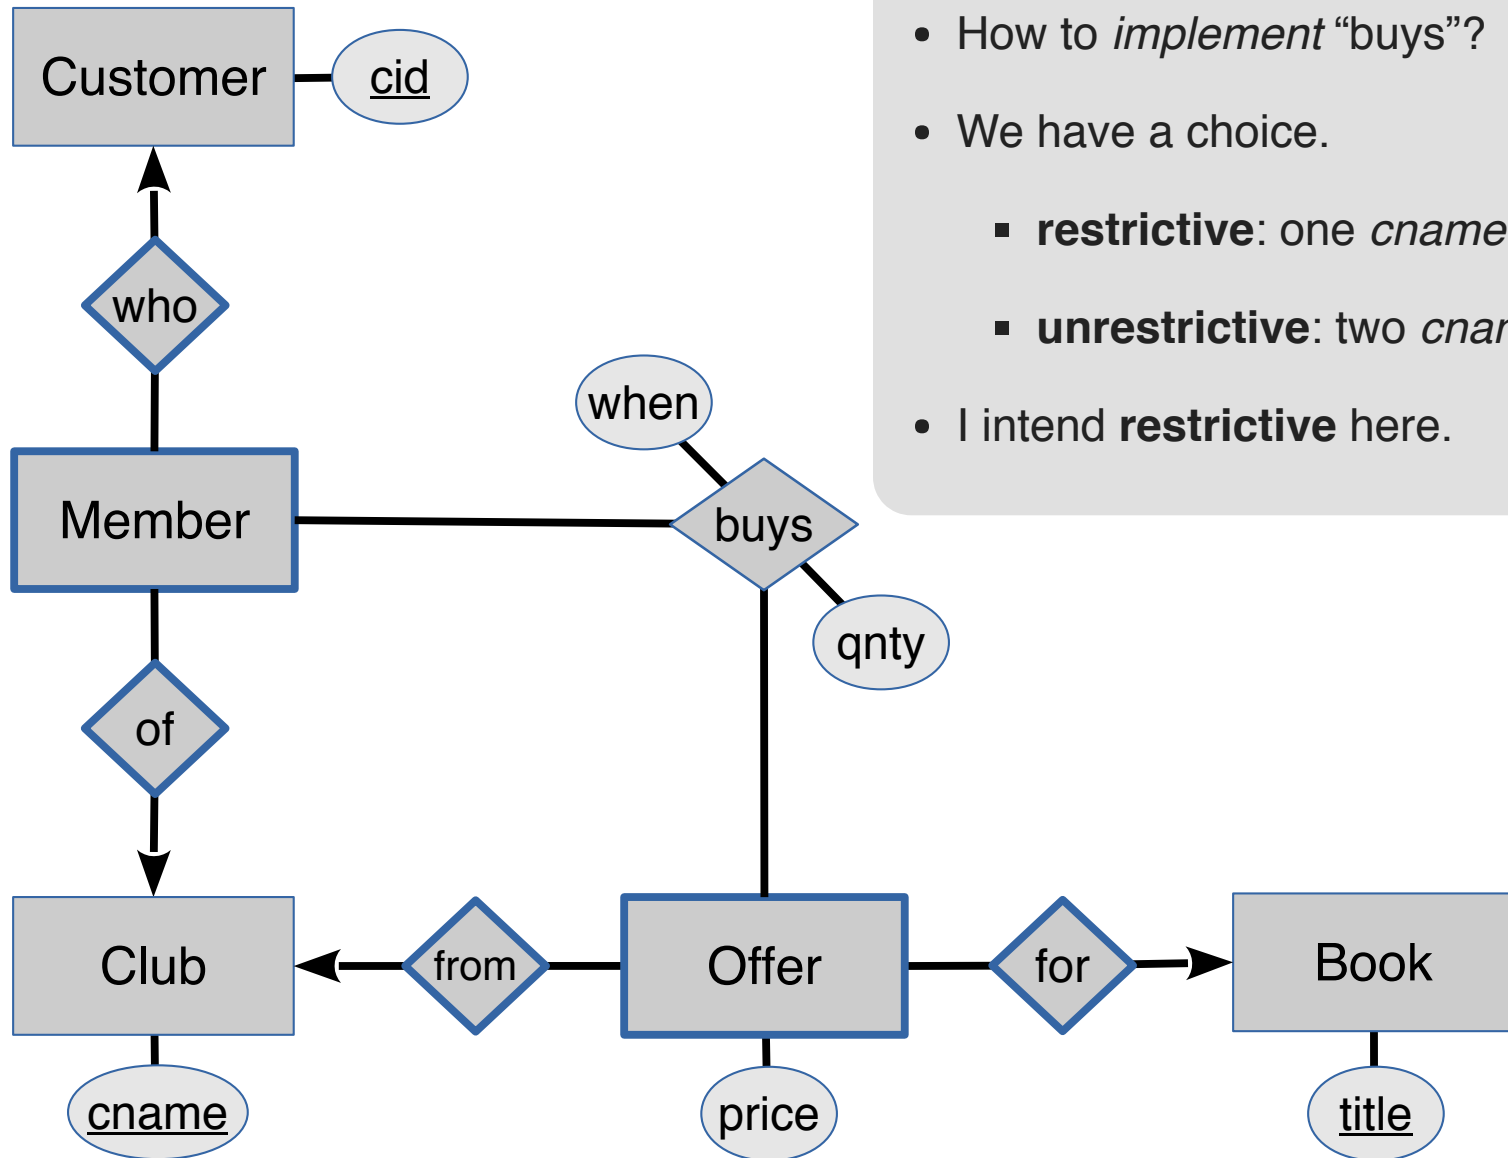 Customer
cid
• How to implement “buys”?
• We have a choice.
▪ restrictive: one cname
▪ unrestrictive: two
• I intend restrictive here.
who
when
Member
buys
qnty
of
Club
from
Offer
for
Book
cname
price
title